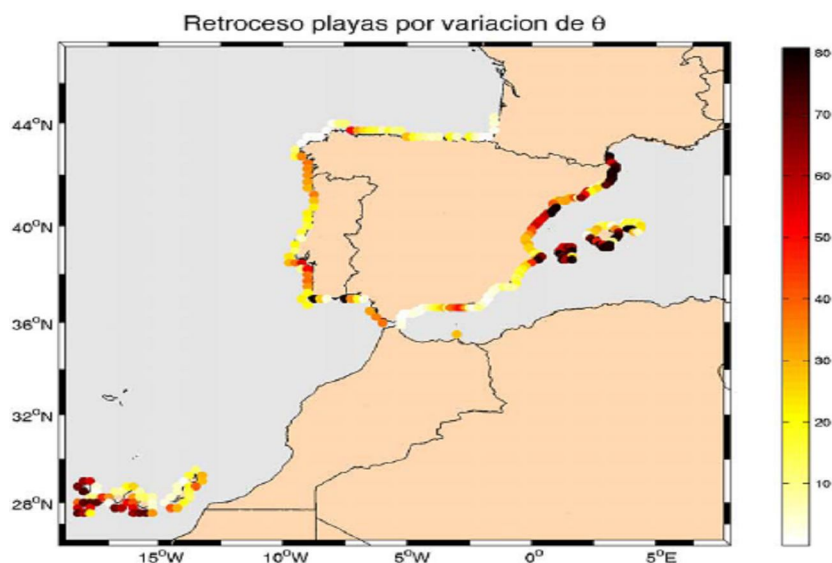 Retroceso playas por variacion de θ
44°N
40°N
36°N
32°N
28°N
15°W
10°W
5°W
0°
5°E
80
70
60
50
40
30
20
10